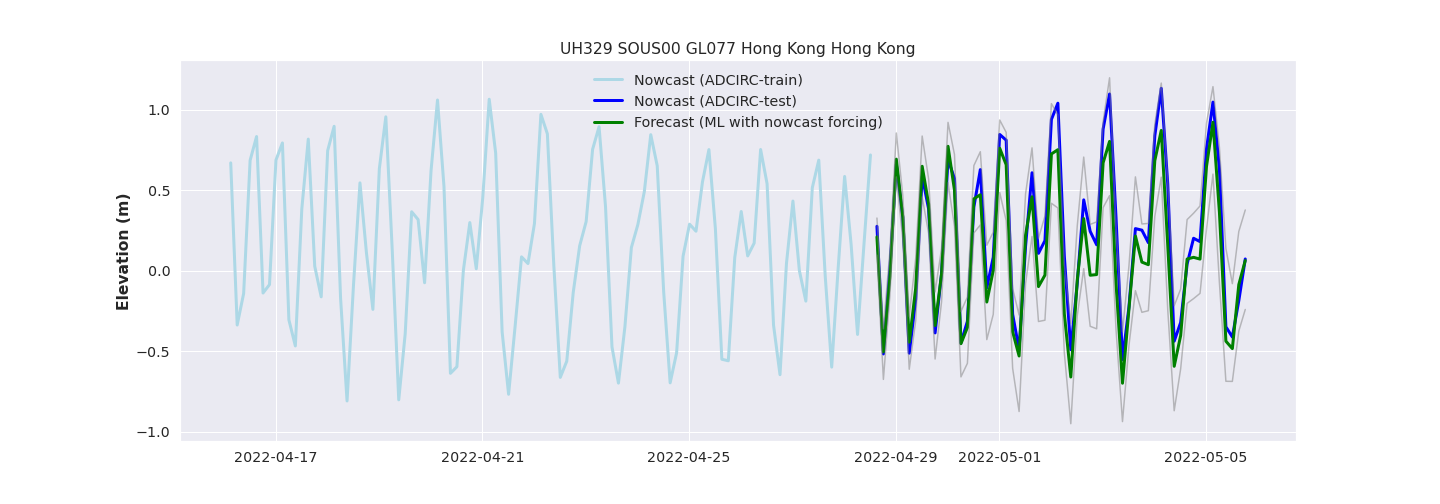 UH329 SOUS00 GL077 Hong Kong Hong Kong
Nowcast (ADCIRC-train)
Nowcast (ADCIRC-test)
Forecast (ML with nowcast forcing)
Elevation (m)
1.0
0.5
0.0
−0.5
−1.0
2022-04-17 2022-04-21 2022-04-25 2022-04-29 2022-05-01 2022-05-05